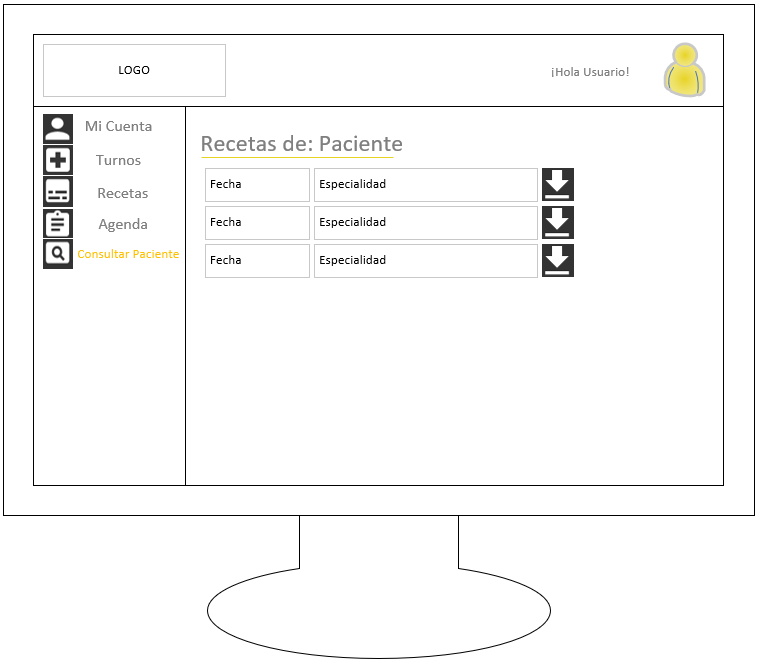 LOGO
¡Hola Usuario!
Mi Cuenta
Turnos
Recetas
Agenda
Consultar Paciente
Recetas de: Paciente
Fecha Especialidad
Fecha Especialidad
Fecha Especialidad